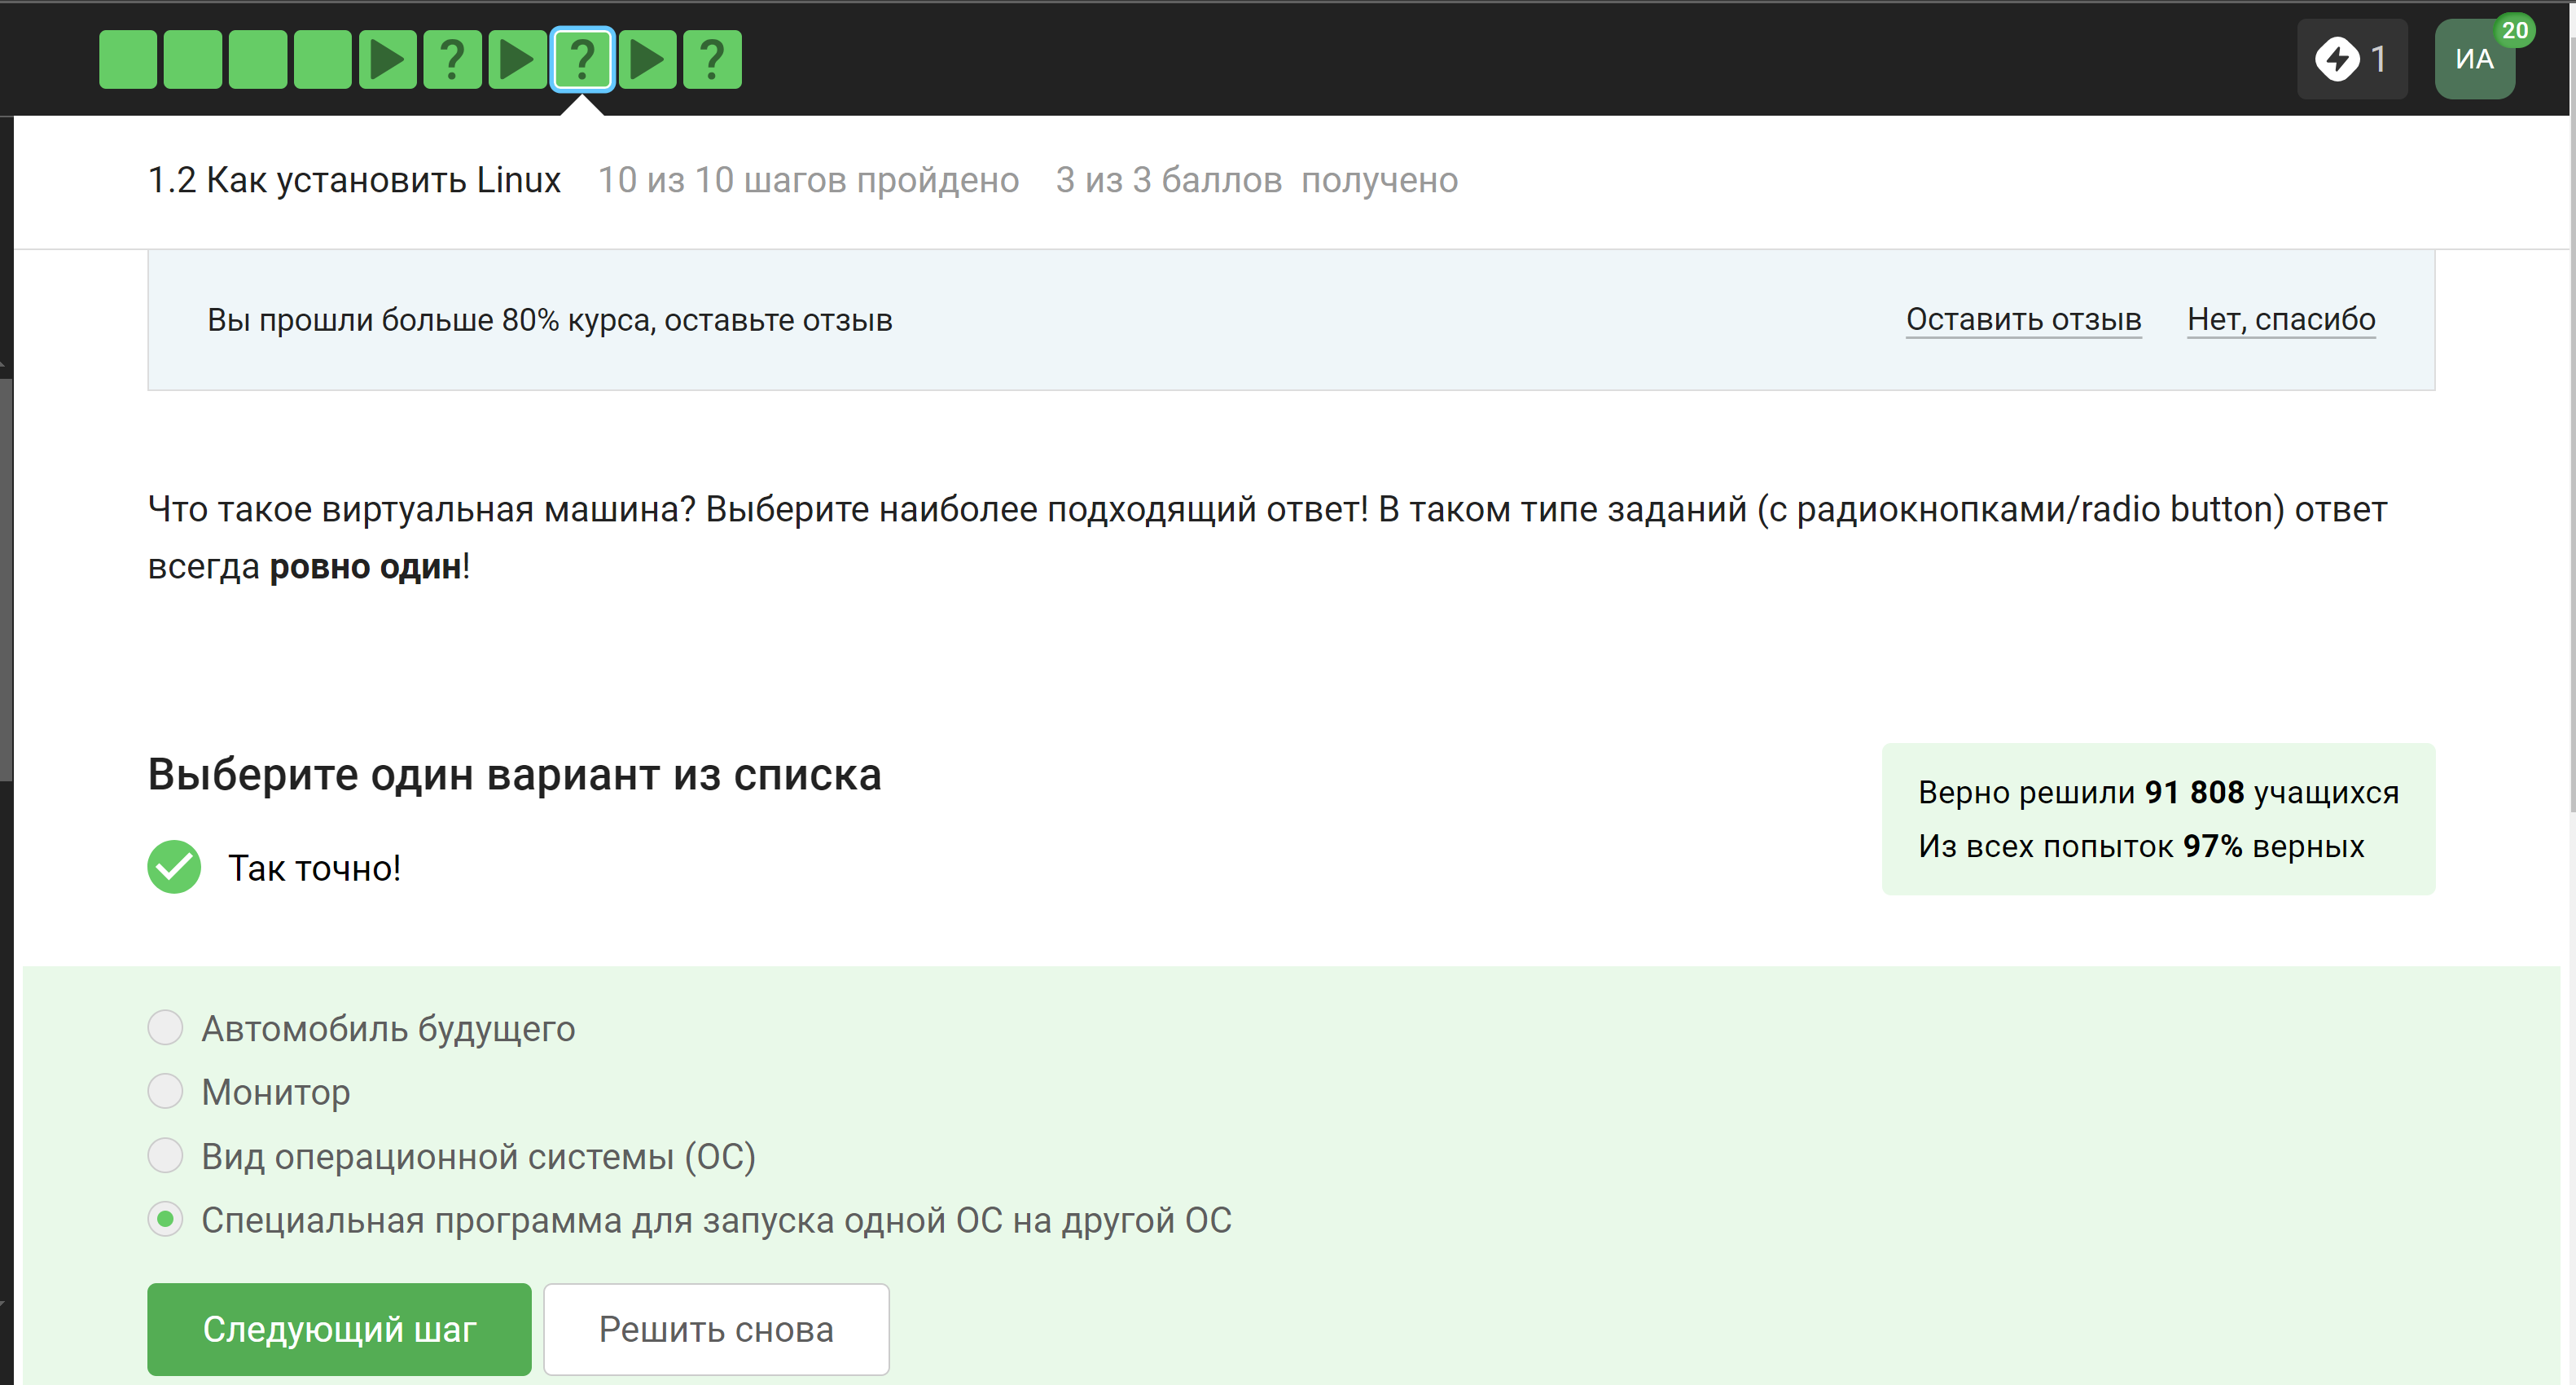 ? ? ?
1
ИА
20
1.2 Как установить Linux 10 из 10 шагов пройдено 3 из 3 баллов получено
Вы прошли больше 80% курса, оставьте отзыв
Оставить отзыв Нет, спасибо
Что такое виртуальная машина? Выберите наиболее подходящий ответ! В таком типе заданий (с радиокнопками/radio button) ответ
всегда ровно один!
Выберите один вариант из списка
Так точно!
Верно решили 91 808 учащихся
Из всех попыток 97% верных
Автомобиль будущего
Монитор
Вид операционной системы (ОС)
Специальная программа для запуска одной ОС на другой ОС
Следующий шаг Решить снова